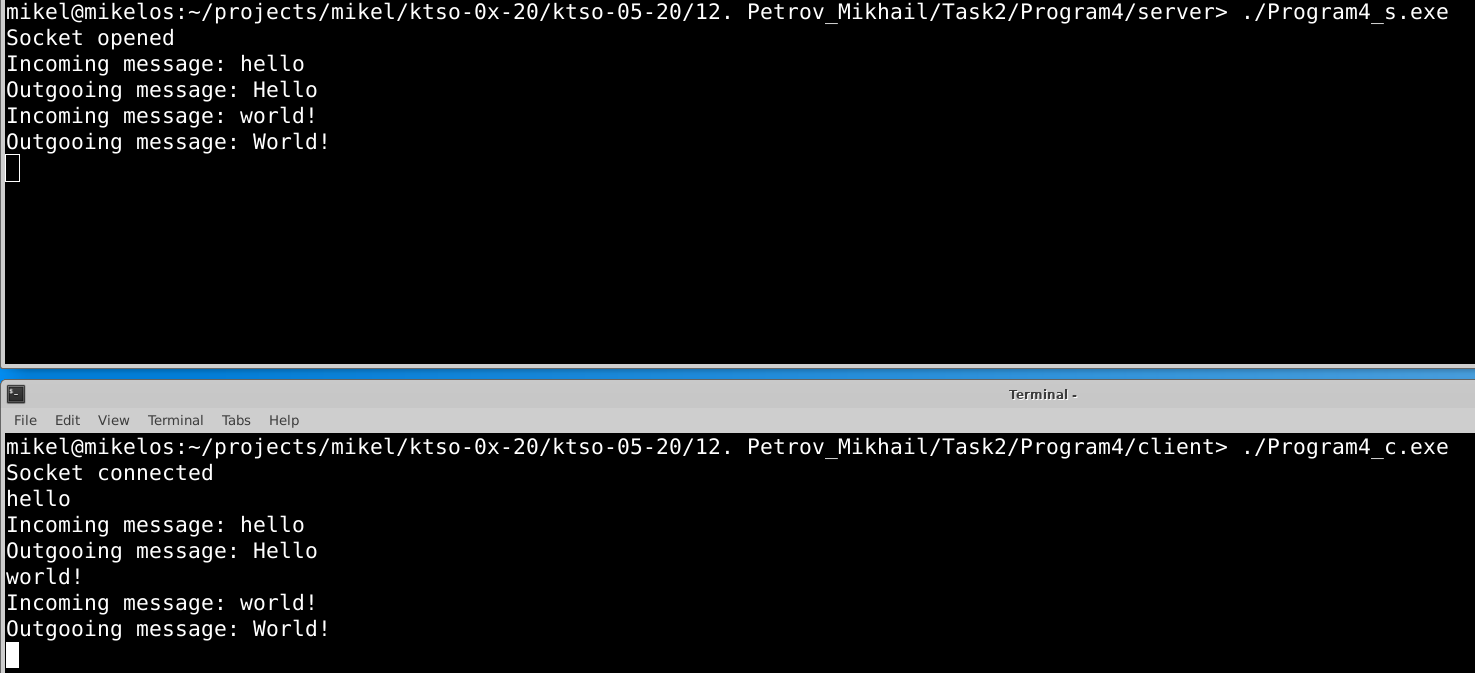 mikel@mikelos:~/projects/mikel/ktso-0x-20/ktso-05-20/12. Petrov_Mikhail/Task2/Program4/server> ./Program4_s.exe
Socket opened
Incoming message: hello
Outgooing message: Hello
Incoming message: world!
Outgooing message: World!
Terminal -
File Edit View Terminal Tabs Help
mikel@mikelos:~/projects/mikel/ktso-0x-20/ktso-05-20/12. Petrov_Mikhail/Task2/Program4/client> ./Program4_c.exe
Socket connected
hello
Incoming message: hello
Outgooing message: Hello
world!
Incoming message: world!
Outgooing message: World!